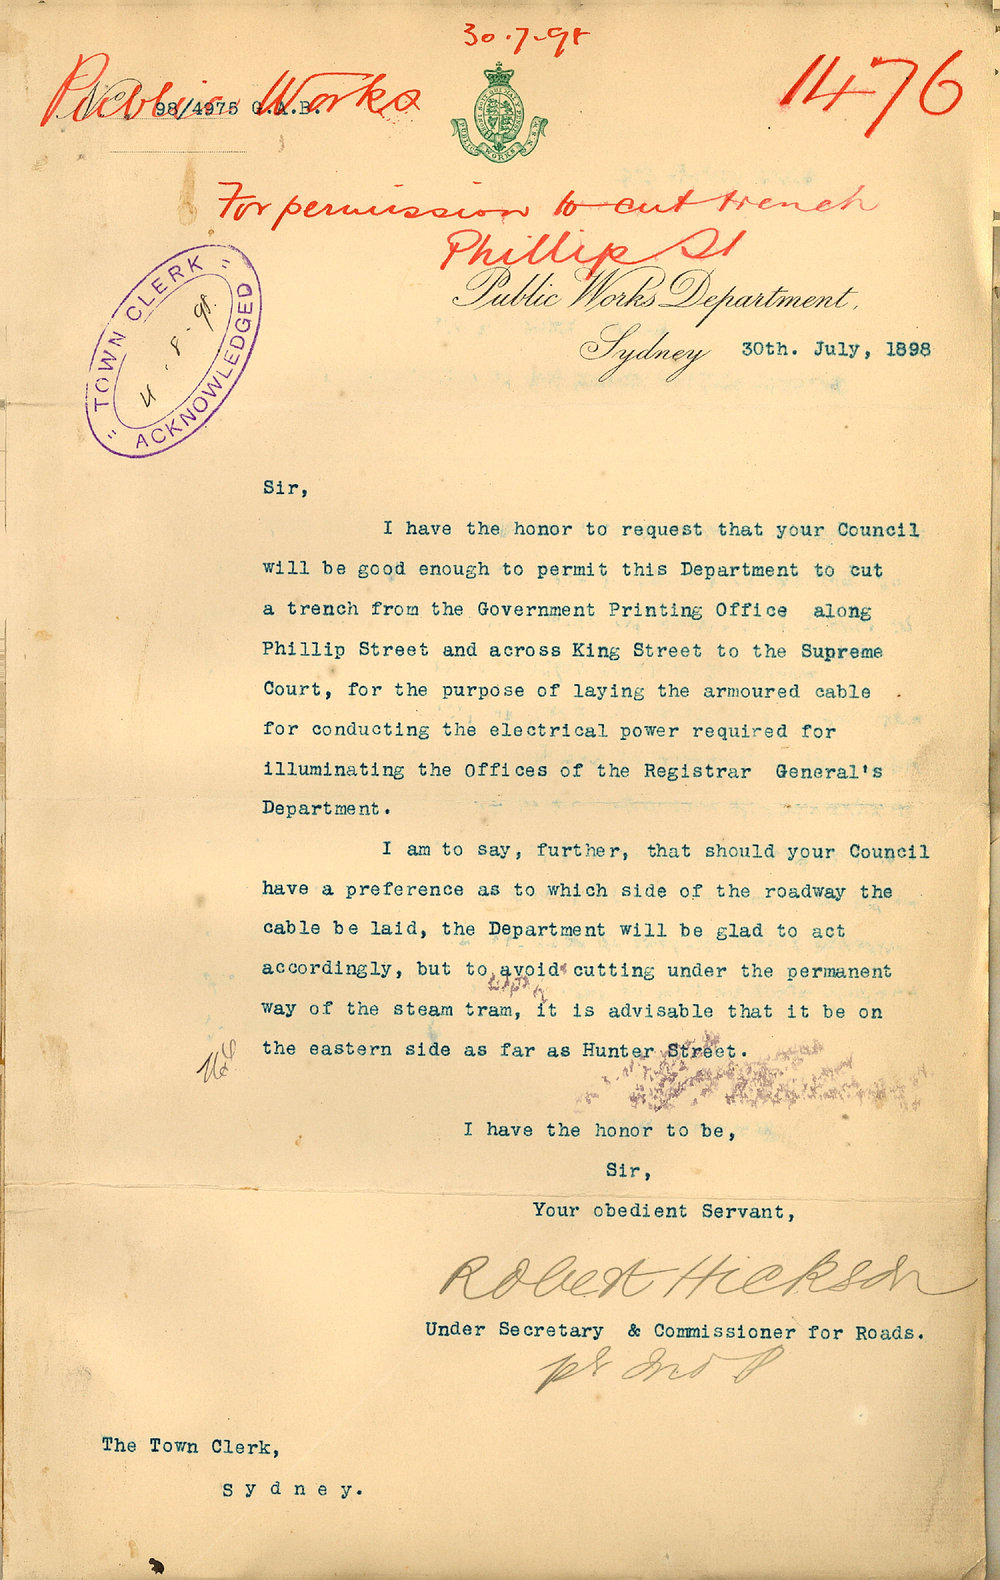 30.7.98
Public Works
No. 98/4975 G.A.B.
1476
PUBLIC WORKS N.S.W.
For permission to cut trench
Phillip St
Public Works Department,
Sydney 30th. July, 1898
"TOWN CLERK"
4.8.98.
ACKNOWLEDGED
Sir,
I have the honor to request that your Council
will be good enough to permit this Department to cut
a trench from the Government Printing Office along
Phillip Street and across King Street to the Supreme
Court, for the purpose of laying the armoured cable
for conducting the electrical power required for
illuminating the Offices of the Registrar General's
Department.
I am to say, further, that should your Council
have a preference as to which side of the roadway the
cable be laid, the Department will be glad to act
accordingly, but to avoid cutting under the permanent
way of the steam tram, it is advisable that it be on
the eastern side as far as Hunter Street.
I have the honor to be,
Sir,
Your obedient Servant,
Robert Hickson
Under Secretary & Commissioner for Roads.
The Town Clerk,
Sydney.